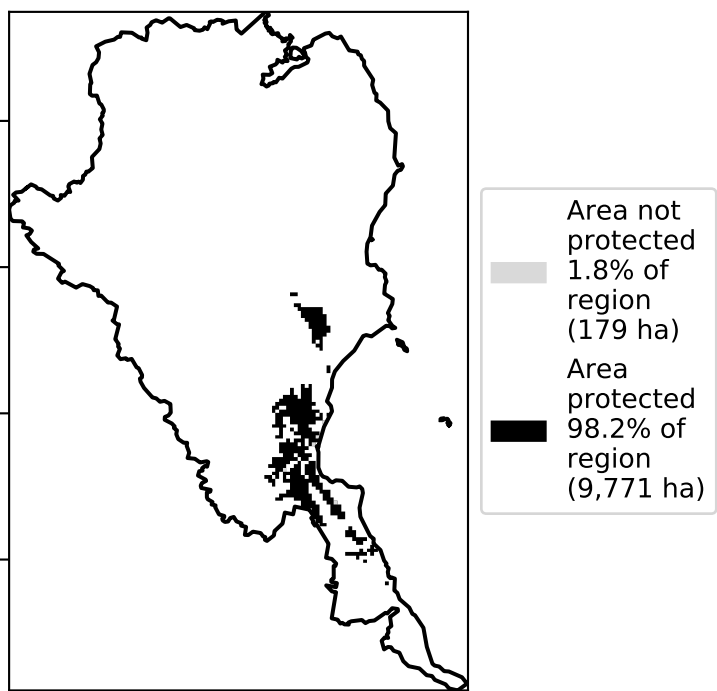 Area not
protected
1.8% of
region
(179 ha)
Area
protected
98.2% of
region
(9,771 ha)